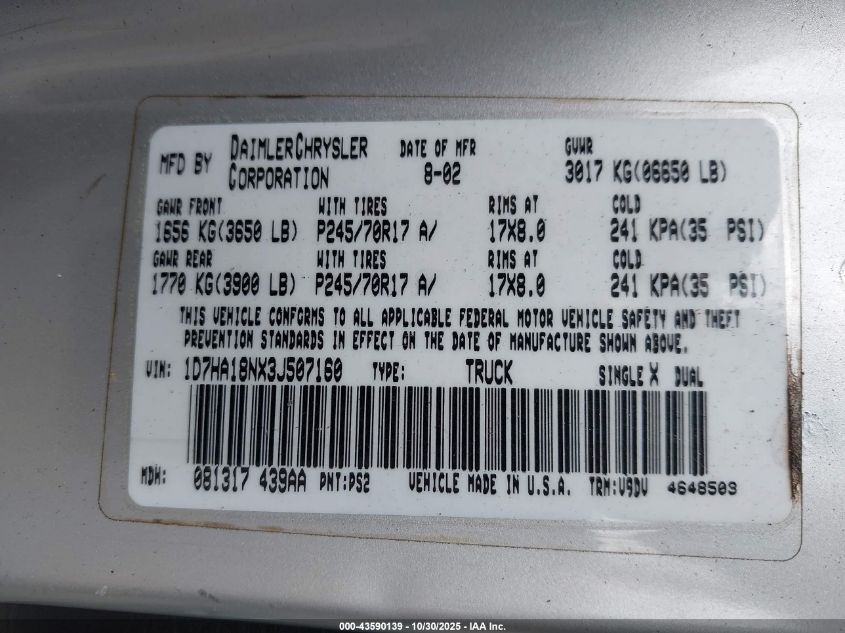 MFD BY DAIMLERCHRYSLER CORPORATION DATE OF MFR 8-02 GVWR 3017 KG(06650 LB)
GAWR FRONT WITH TIRES RIMS AT COLD
1656 KG(3650 LB) P245/70R17 A/ 17X8.0 241 KPA(35 PSI)
GAWR REAR WITH TIRES RIMS AT COLD
1770 KG(3900 LB) P245/70R17 A/ 17X8.0 241 KPA(35 PSI)
THIS VEHICLE CONFORMS TO ALL APPLICABLE FEDERAL MOTOR VEHICLE SAFETY AND THEFT
PREVENTION STANDARDS IN EFFECT ON THE DATE OF MANUFACTURE SHOWN ABOVE.
VIN: 1D7HA18NX3J507160 TYPE: TRUCK SINGLE X DUAL
MDH: 081317 439AA PNT:PS2 VEHICLE MADE IN U.S.A. TRM:V9DV 4648503
000-43590139 - 10/30/2025 - IAA Inc.